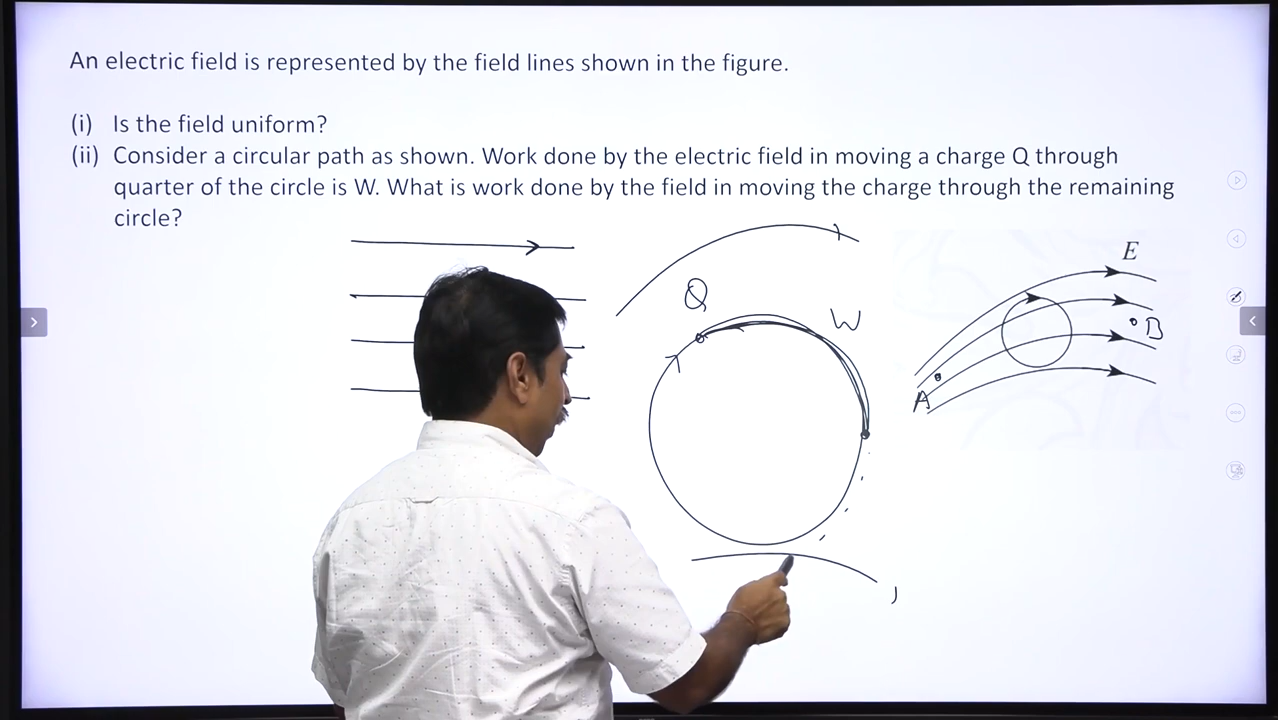 An electric field is represented by the field lines shown in the figure.
(i) Is the field uniform?
(ii) Consider a circular path as shown. Work done by the electric field in moving a charge Q through
quarter of the circle is W. What is work done by the field in moving the charge through the remaining
circle?
E
Q
W
B
A